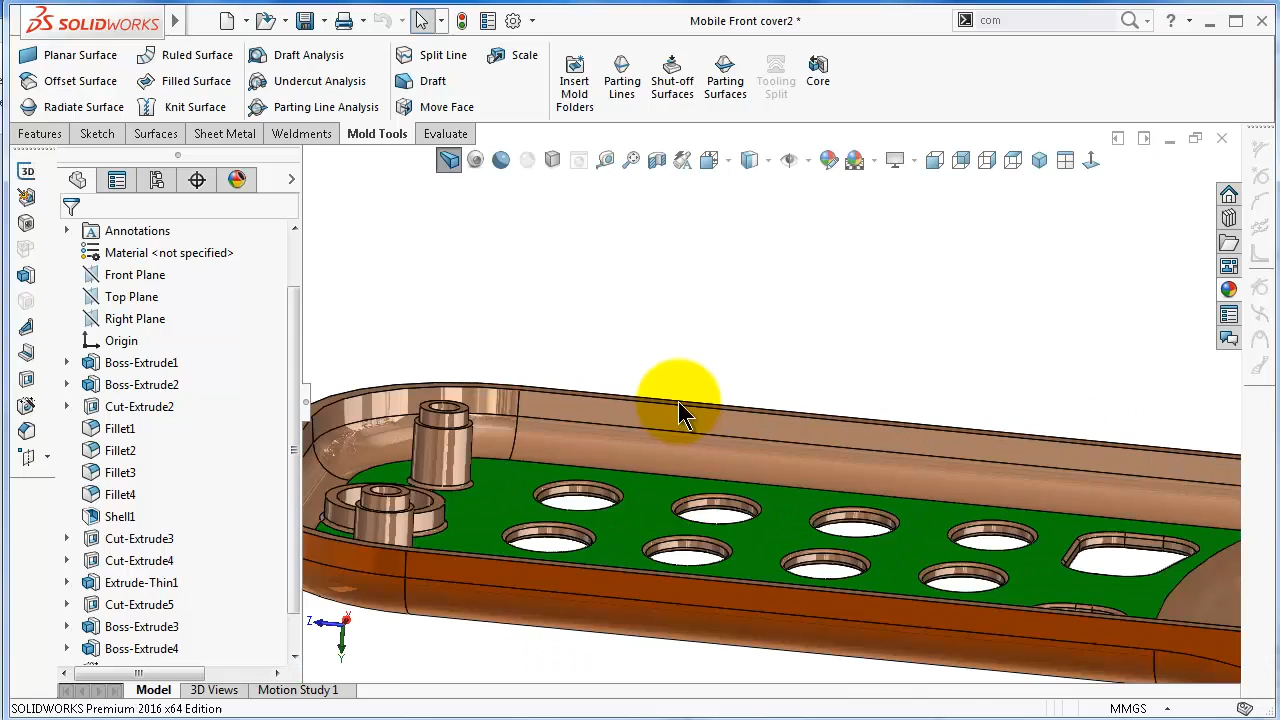 SOLIDWORKS
Mobile Front cover2 *
com
Planar Surface
Ruled Surface
Draft Analysis
Split Line
Scale
Offset Surface
Filled Surface
Undercut Analysis
Draft
Radiate Surface
Knit Surface
Parting Line Analysis
Move Face
Insert
Mold
Folders
Parting
Lines
Shut-off
Surfaces
Parting
Surfaces
Tooling
Split
Core
Features
Sketch
Surfaces
Sheet Metal
Weldments
Mold Tools
Evaluate
3D
Annotations
Material <not specified>
Front Plane
Top Plane
Right Plane
Origin
Boss-Extrude1
Boss-Extrude2
Cut-Extrude2
Fillet1
Fillet2
Fillet3
Fillet4
Shell1
Cut-Extrude3
Cut-Extrude4
Extrude-Thin1
Cut-Extrude5
Boss-Extrude3
Boss-Extrude4
Z
Y
Model
3D Views
Motion Study 1
SOLIDWORKS Premium 2016 x64 Edition
MMGS